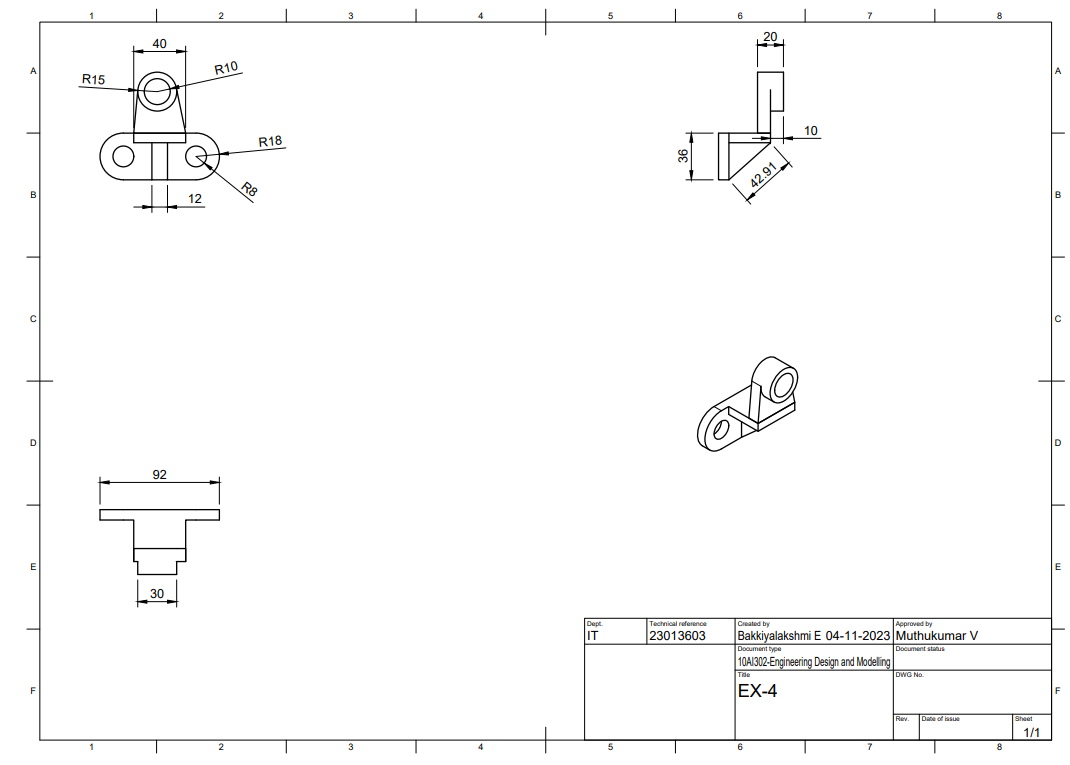 1 2 3 4 5 6 7 8
A A
40
20
R15
R10
10
R18
36
42.91
R8
B B
12
C C
D D
92
E E
30
Dept. Technical reference Created by Approved by
IT 23013603 Bakkiyalakshmi E 04-11-2023 Muthukumar V
Document type Document status
10AI302-Engineering Design and Modelling
Title DWG No.
EX-4
F F
Rev. Date of issue Sheet
1/1
1 2 3 4 5 6 7 8